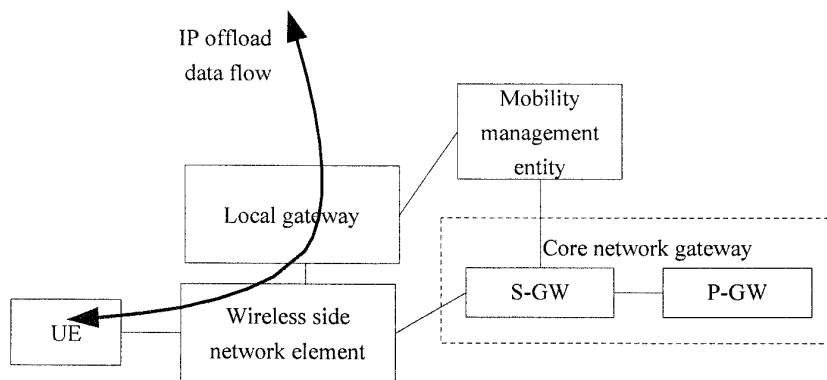 IP offload
data flow
Mobility
management
entity
Local gateway
Core network gateway
S-GW
P-GW
UE
Wireless side
network element